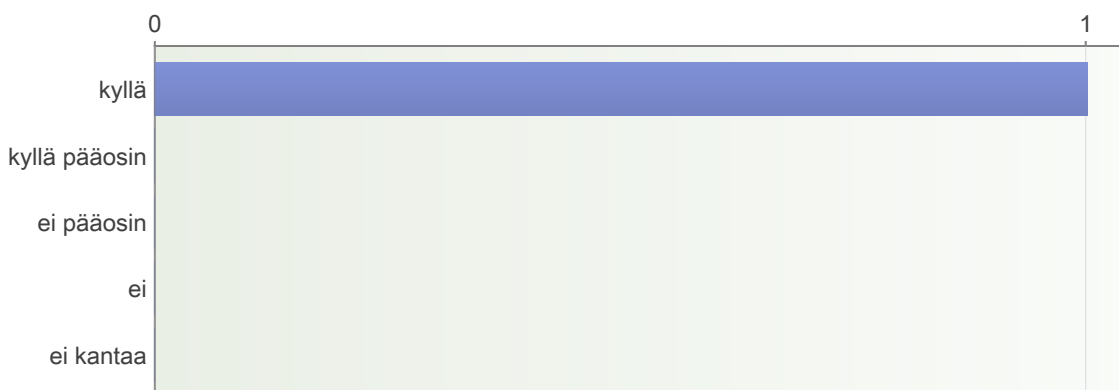 0 1
kyllä
kyllä pääosin
ei pääosin
ei
ei kantaa